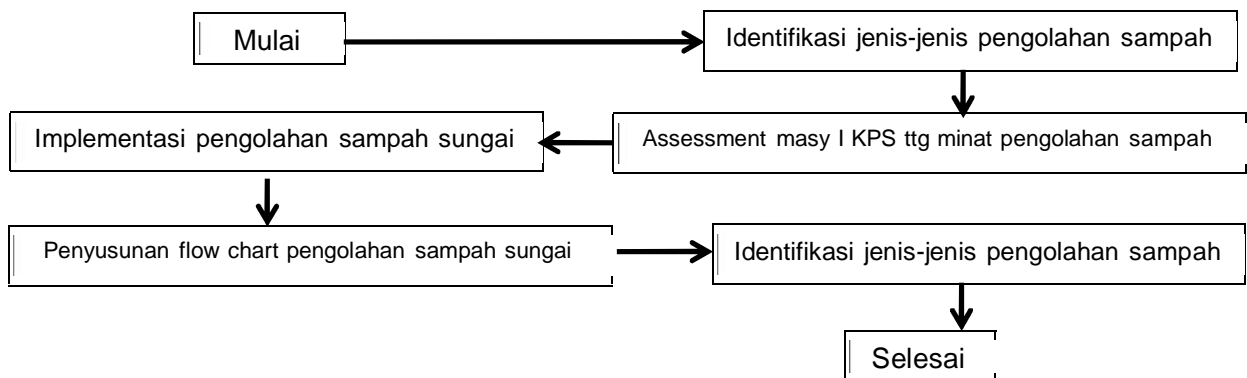 Mulai
Identifikasi jenis-jenis pengolahan sampah
Assessment masy I KPS ttg minat pengolahan sampah
Implementasi pengolahan sampah sungai
Penyusunan flow chart pengolahan sampah sungai
Identifikasi jenis-jenis pengolahan sampah
Selesai